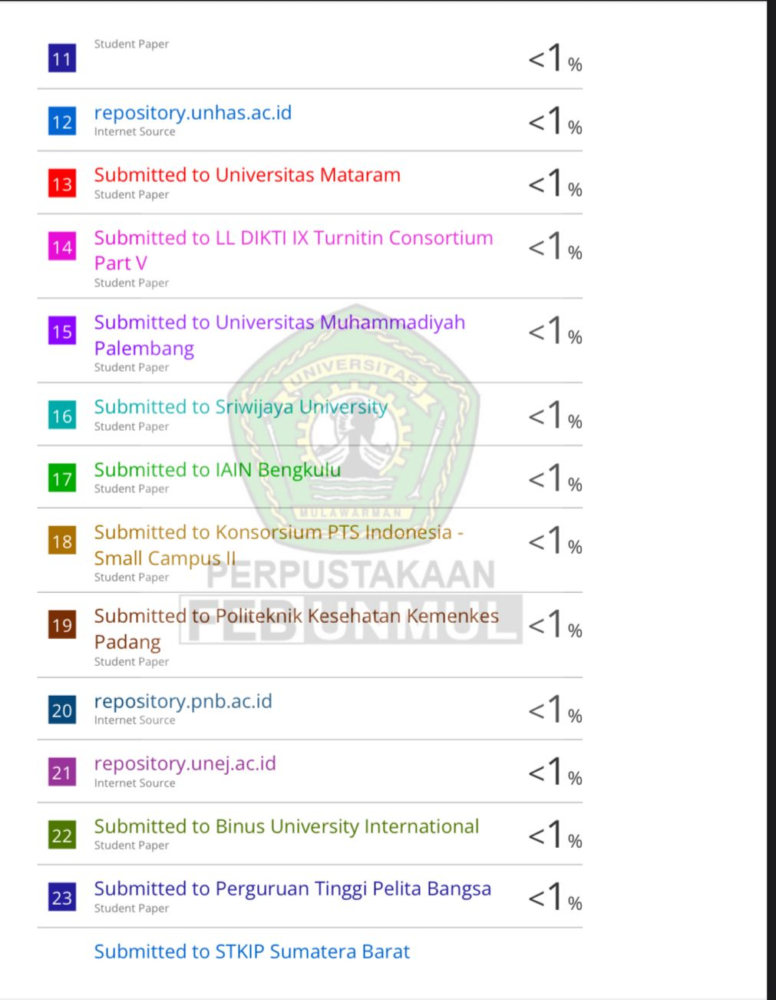 11
Student Paper
<1%
12
repository.unhas.ac.id
Internet Source
<1%
13
Submitted to Universitas Mataram
Student Paper
<1%
14
Submitted to LL DIKTI IX Turnitin Consortium
Part V
Student Paper
<1%
15
Submitted to Universitas Muhammadiyah
Palembang
Student Paper
<1%
UNIVERSITAS
16
Submitted to Sriwijaya University
Student Paper
<1%
17
Submitted to IAIN Bengkulu
Student Paper
<1%
MULAWARMAN
18
Submitted to Konsorsium PTS Indonesia -
Small Campus II
Student Paper
<1%
PERPUSTAKAAN
FEB UNMUL
19
Submitted to Politeknik Kesehatan Kemenkes
Padang
Student Paper
<1%
20
repository.pnb.ac.id
Internet Source
<1%
21
repository.unej.ac.id
Internet Source
<1%
22
Submitted to Binus University International
Student Paper
<1%
23
Submitted to Perguruan Tinggi Pelita Bangsa
Student Paper
<1%
Submitted to STKIP Sumatera Barat